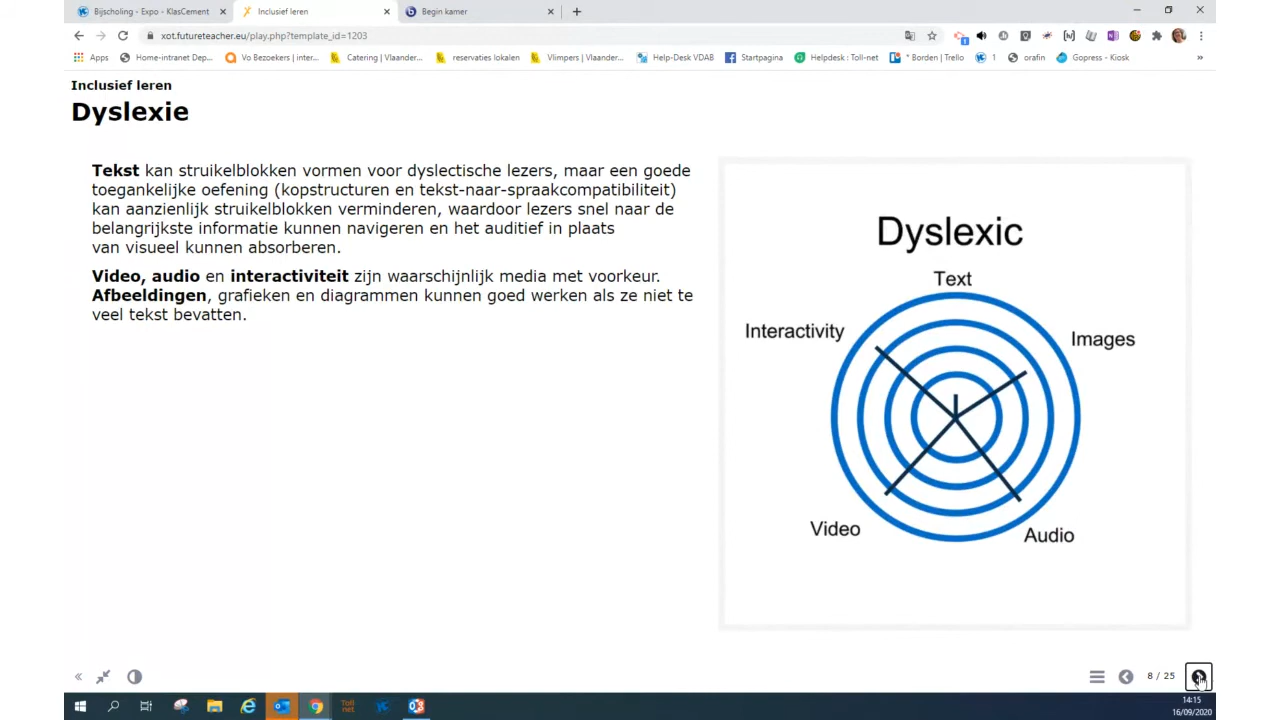 Bijscholing - Expo - KlasCement
Inclusief leren
Begin kamer
xot.futureteacher.eu/play.php?template_id=1203
Apps
Home-intranet Dep...
Vo Bezoekers | inter...
Catering | Vlaander...
reservaties lokalen
Vlimpers | Vlaander...
Help-Desk VDAB
Startpagina
Helpdesk : Toll-net
* Borden | Trello
1
orafin
Gopress - Kiosk
»
Inclusief leren
Dyslexie
Tekst kan struikelblokken vormen voor dyslectische lezers, maar een goede
toegankelijke oefening (kopstructuren en tekst-naar-spraakcompatibiliteit)
kan aanzienlijk struikelblokken verminderen, waardoor lezers snel naar de
belangrijkste informatie kunnen navigeren en het auditief in plaats
van visueel kunnen absorberen.
Video, audio en interactiviteit zijn waarschijnlijk media met voorkeur.
Afbeeldingen, grafieken en diagrammen kunnen goed werken als ze niet te
veel tekst bevatten.
Dyslexic
Text
Interactivity
Images
Video
Audio
8 / 25
Toll
net
14:15
16/09/2020